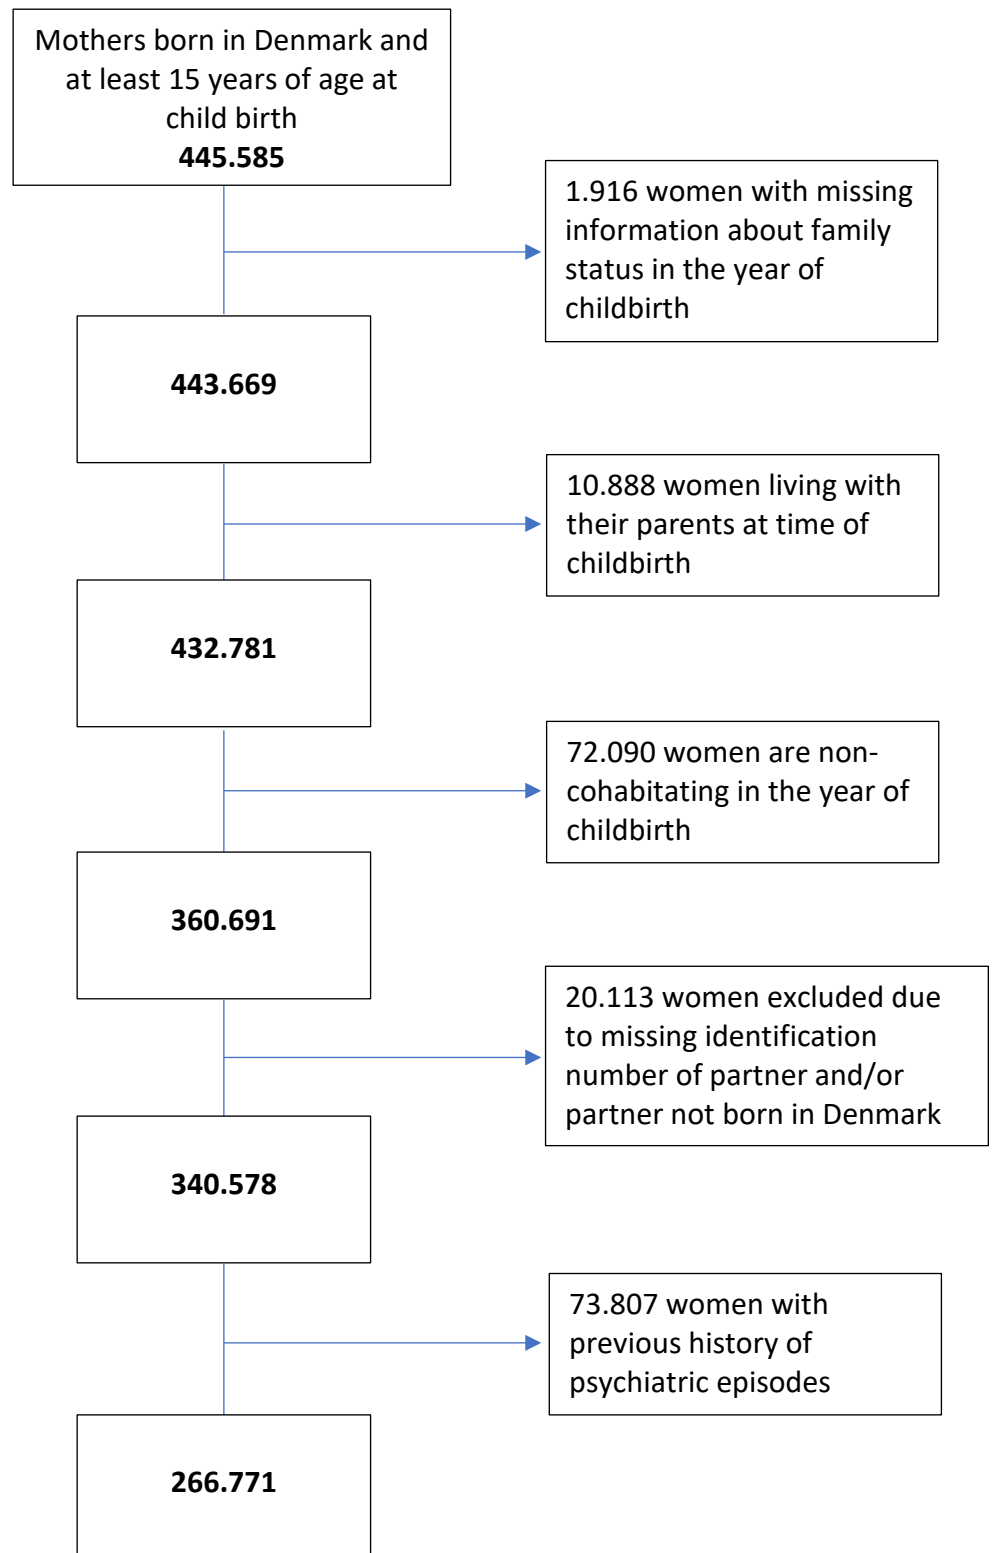 Mothers born in Denmark and
at least 15 years of age at
child birth
445.585
1.916 women with missing
information about family
status in the year of
childbirth
443.669
10.888 women living with
their parents at time of
childbirth
432.781
72.090 women are non-
cohabitating in the year of
childbirth
360.691
20.113 women excluded due
to missing identification
number of partner and/or
partner not born in Denmark
340.578
73.807 women with
previous history of
psychiatric episodes
266.771